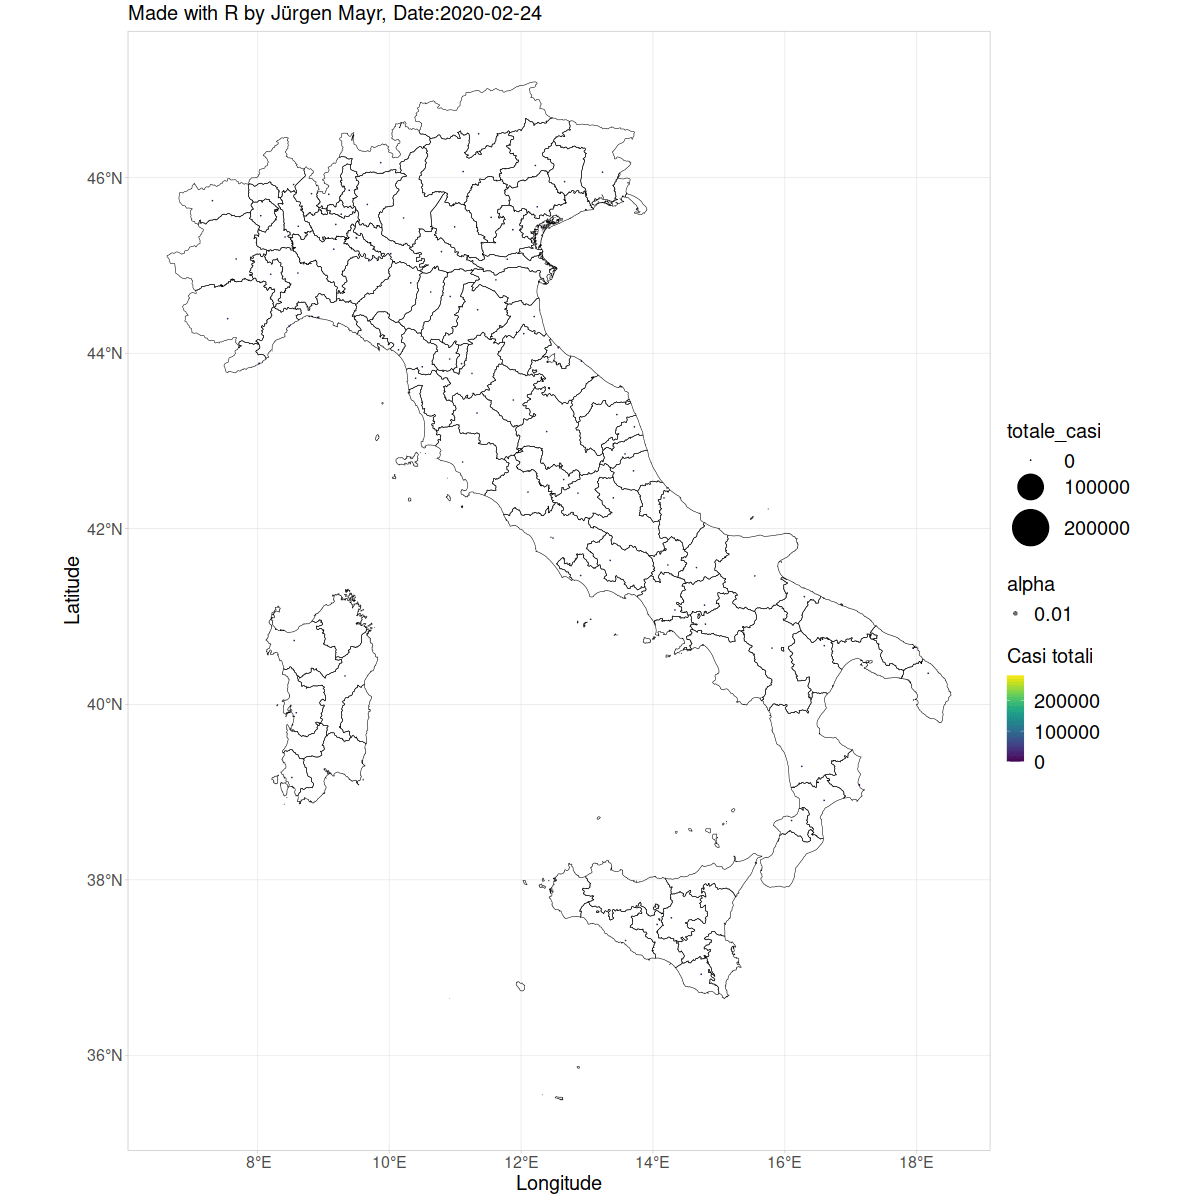 Made with R by Jürgen Mayr, Date:2020-02-24
46°N
44°N
42°N
40°N
38°N
36°N
Latitude
8°E
10°E
12°E
14°E
16°E
18°E
Longitude
totale_casi
0
100000
200000
alpha
0.01
Casi totali
200000
100000
0